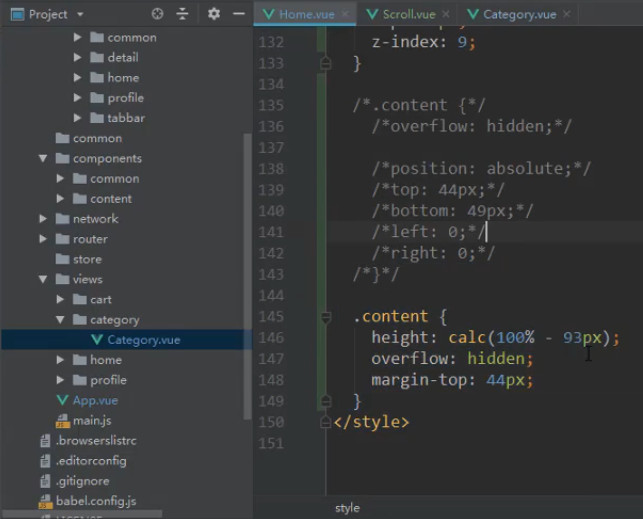 Project
Home.vue
Scroll.vue
Category.vue
common
detail
home
profile
tabbar
common
components
common
content
network
router
store
views
cart
category
Category.vue
home
profile
App.vue
main.js
.browserslistrc
.editorconfig
.gitignore
babel.config.js
132 z-index: 9;
133 }
134
135 /*.content {*/
136 /*overflow: hidden;*/
137
138 /*position: absolute;*/
139 /*top: 44px;*/
140 /*bottom: 49px;*/
141 /*left: 0;*/
142 /*right: 0;*/
143 /*}*/
144
145 .content {
146 height: calc(100% - 93px);
147 overflow: hidden;
148 margin-top: 44px;
149 }
150 </style>
151
style